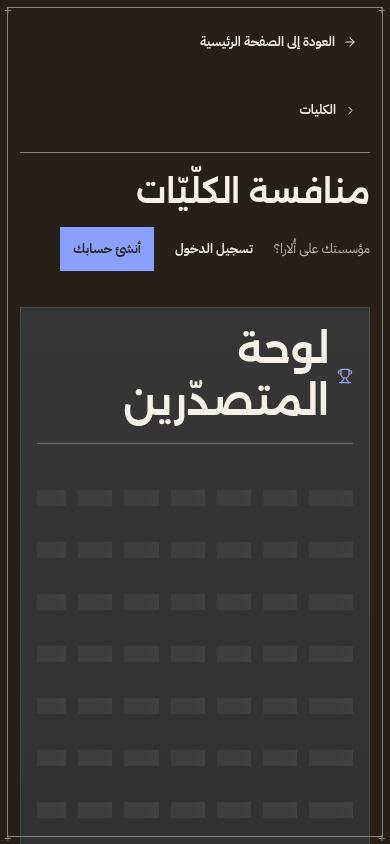 العودة إلى الصفحة الرئيسية
الكليات
منافسة الكلّيّات
مؤسستك على ألارا؟ تسجيل الدخول أنشئ حسابك
لوحة
المتصدّرين